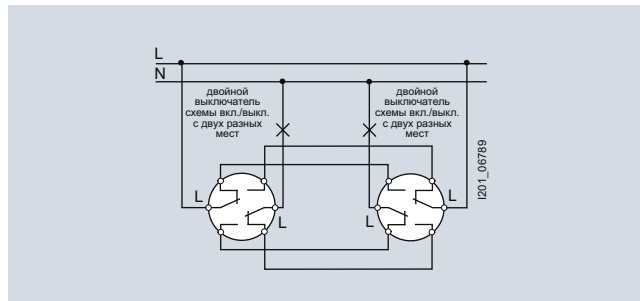 L
N
двойной
выключатель
схемы вкл./выкл.
с двух разных
мест
двойной
выключатель
схемы вкл./выкл.
с двух разных
мест
I201_06789
L
L
L
L